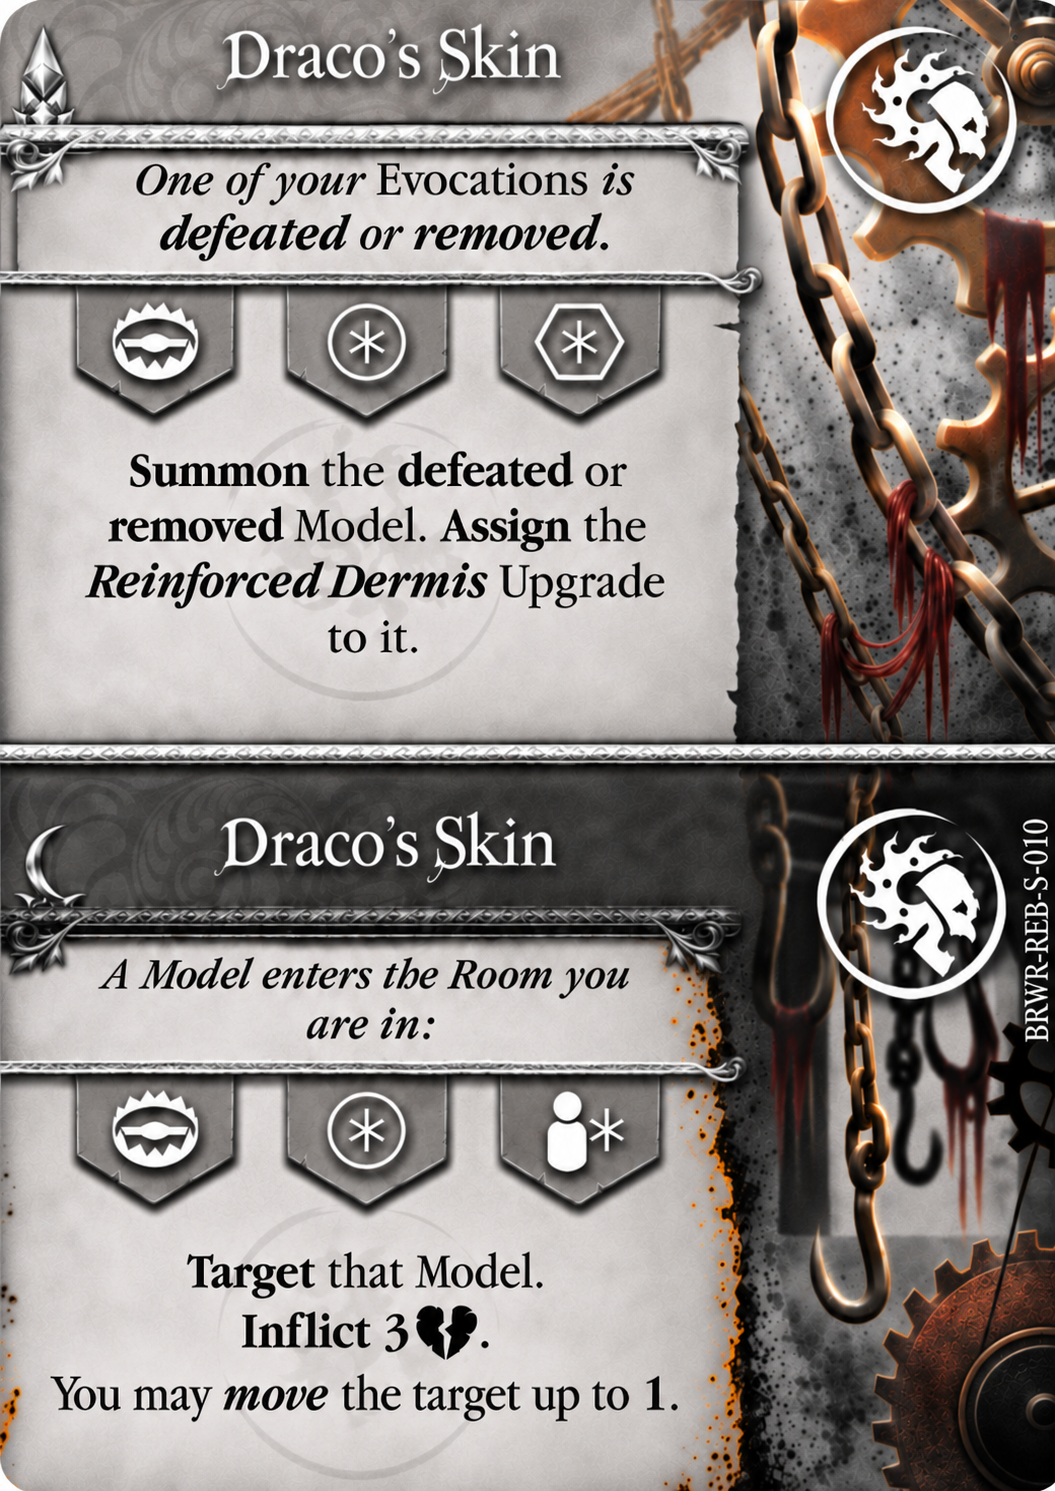 Draco's Skin
One of your Evocations is
defeated or removed.
Summon the defeated or
removed Model. Assign the
Reinforced Dermis Upgrade
to it.
Draco's Skin
BRWR-REB-S-010
A Model enters the Room you
are in:
Target that Model.
Inflict 3.
You may move the target up to 1.